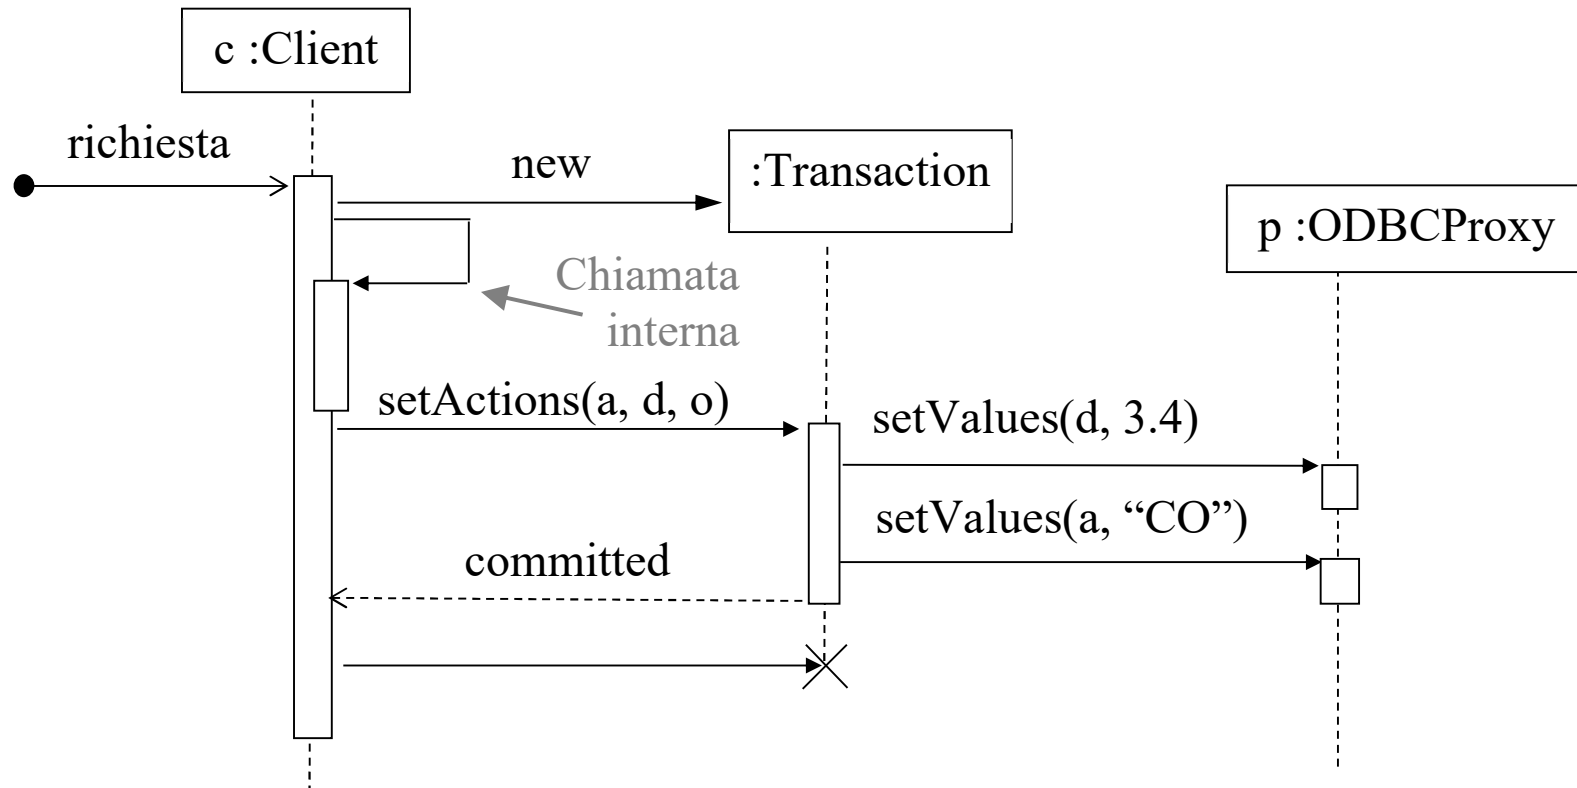 c :Client
richiesta
new
:Transaction
p :ODBCProxy
Chiamata
interna
setActions(a, d, o)
setValues(d, 3.4)
setValues(a, “CO”)
committed